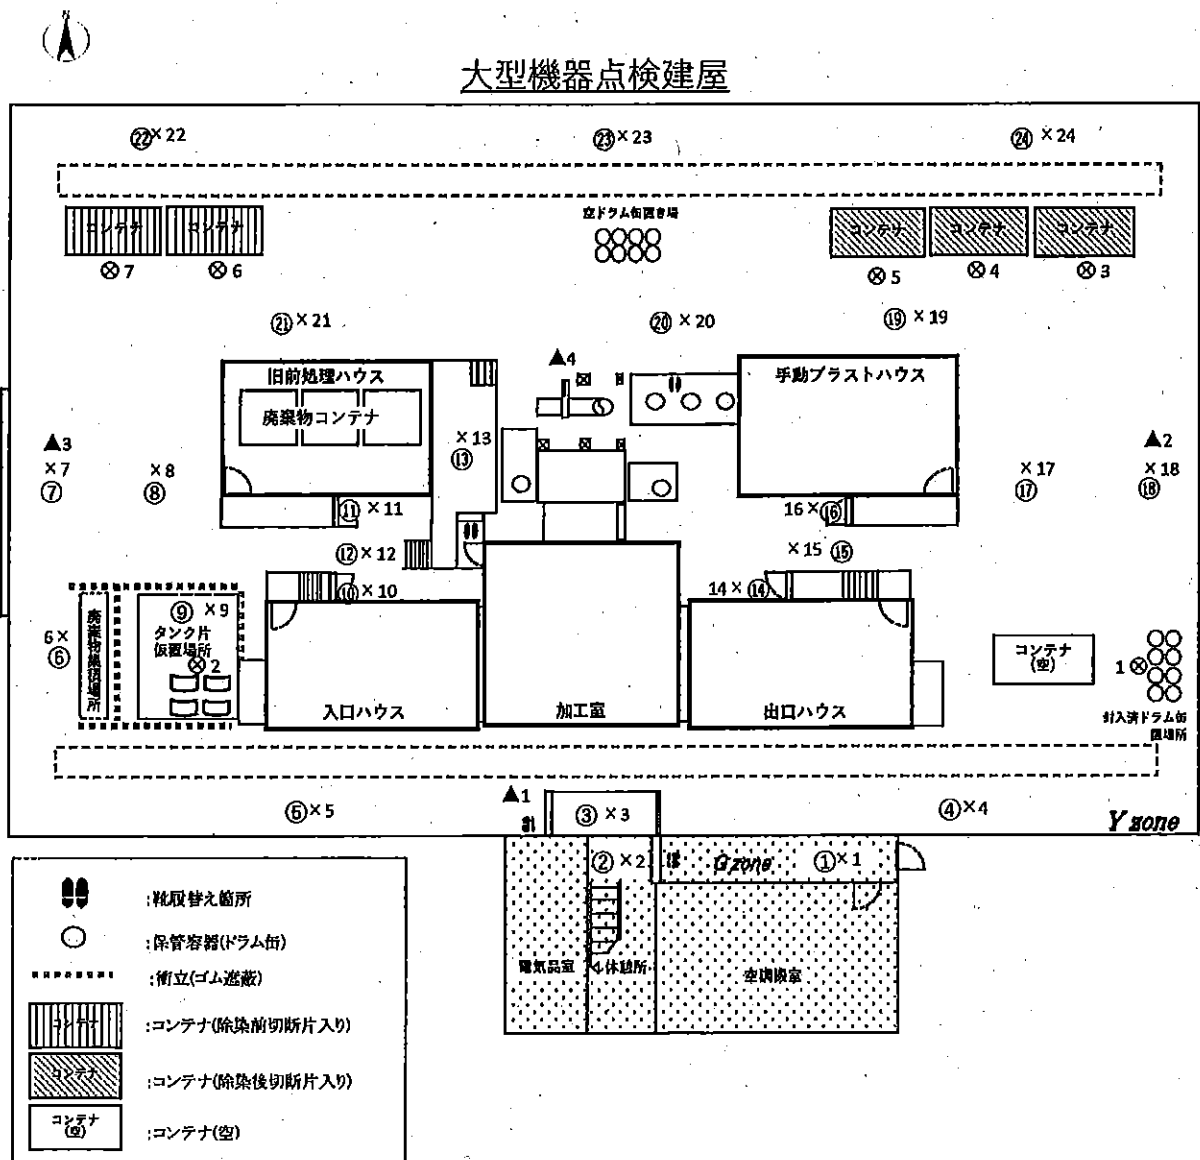 N
大型機器点検建屋
㉒×22
㉓×23
㉔×24
コンテナ
コンテナ
空ドラム缶置き場
コンテナ
コンテナ
コンテナ
⊗7
⊗6
⊗5
⊗4
⊗3
㉑×21
⑳×20
⑲×19
旧前処理ハウス
廃棄物コンテナ
▲4
手動ブラストハウス
▲3
×7
⑦
×8
⑧
×13
⑬
×17
⑰
▲2
×18
⑱
⑪×11
16×⑯
⑫×12
×15⑮
⑩×10
14×⑭
6×
⑥
⑨×9
タンク片
仮置場所
⊗2
入口ハウス
加工室
出口ハウス
コンテナ
(空)
1⊗
封入済ドラム缶
置場所
⑤×5
▲1
③×3
④×4
Y zone
②×2
G zone
①×1
電気品室
休憩所
空調機室
:靴履替え箇所
:保管容器(ドラム缶)
:衝立(ゴム遮蔽)
コンテナ
:コンテナ(除染前切断片入り)
コンテナ
:コンテナ(除染後切断片入り)
コンテナ
(空)
:コンテナ(空)